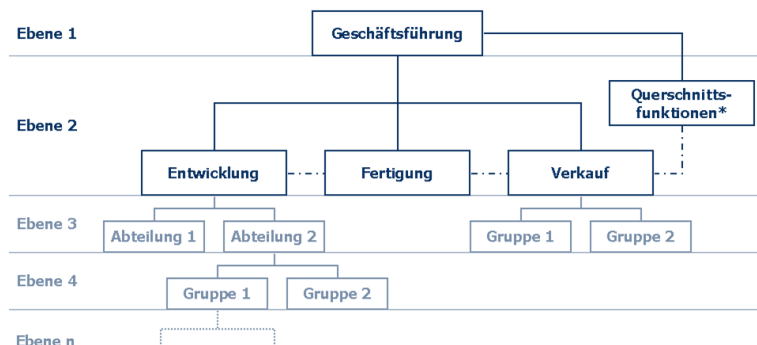 Ebene 1
Geschäftsführung
Querschnitts-
funktionen*
Ebene 2
Entwicklung
Fertigung
Verkauf
Ebene 3
Abteilung 1
Abteilung 2
Gruppe 1
Gruppe 2
Ebene 4
Gruppe 1
Gruppe 2
Ebene n